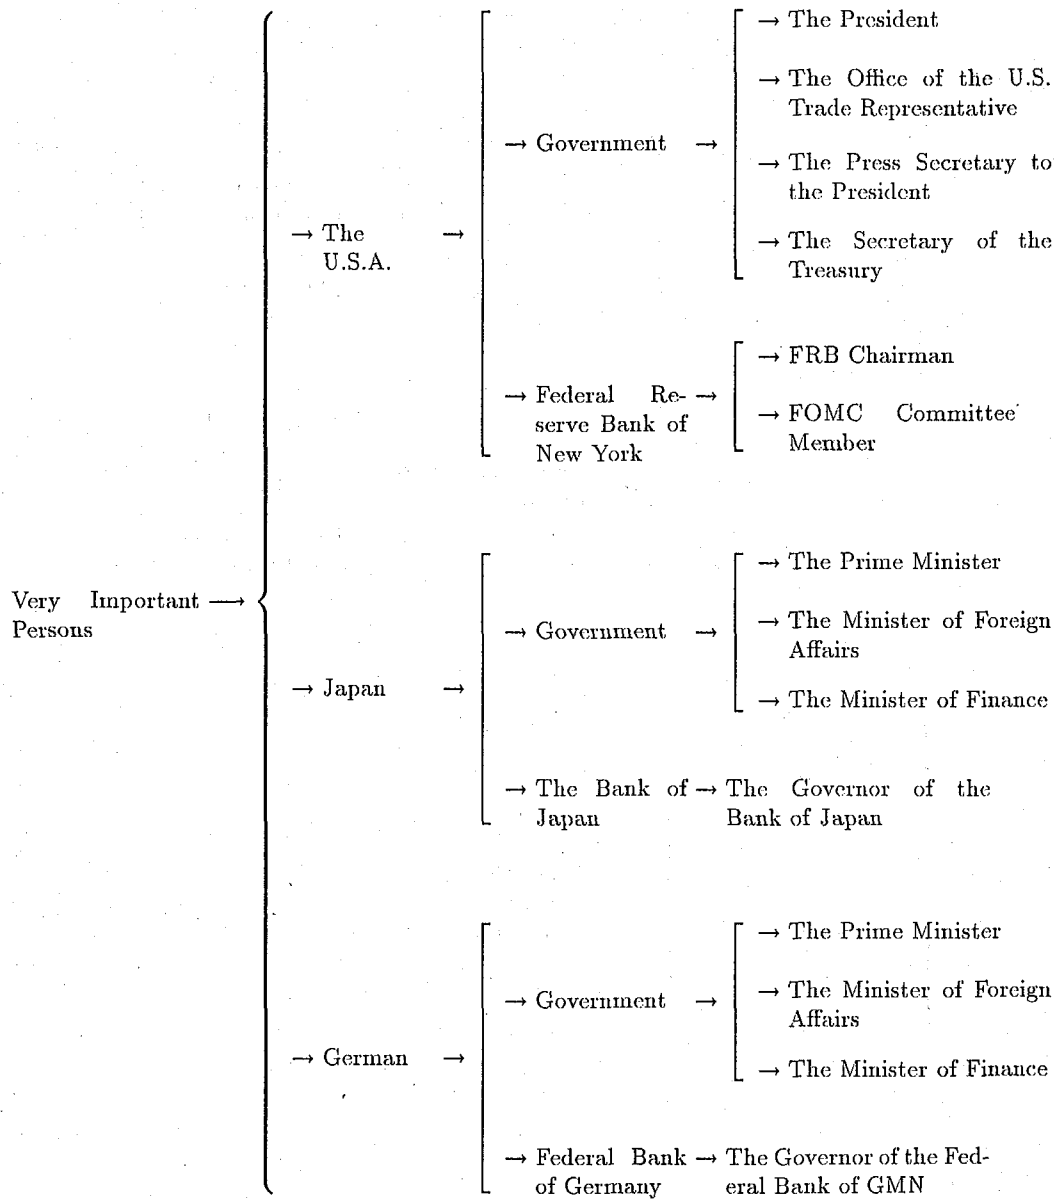 → The President
→ The Office of the U.S.
Trade Representative
→ Government →
→ The Press Secretary to
the President
→ The
U.S.A. →
→ The Secretary of the
Treasury
→ FRB Chairman
→ Federal Re- →
serve Bank of
New York
→ FOMC Committee
Member
Very Important →
Persons
→ The Prime Minister
→ Government →
→ The Minister of Foreign
Affairs
→ Japan →
→ The Minister of Finance
→ The Bank of
Japan
→ The Governor of the
Bank of Japan
→ The Prime Minister
→ Government →
→ The Minister of Foreign
Affairs
→ German →
→ The Minister of Finance
→ Federal Bank
of Germany
→ The Governor of the Fed-
eral Bank of GMN